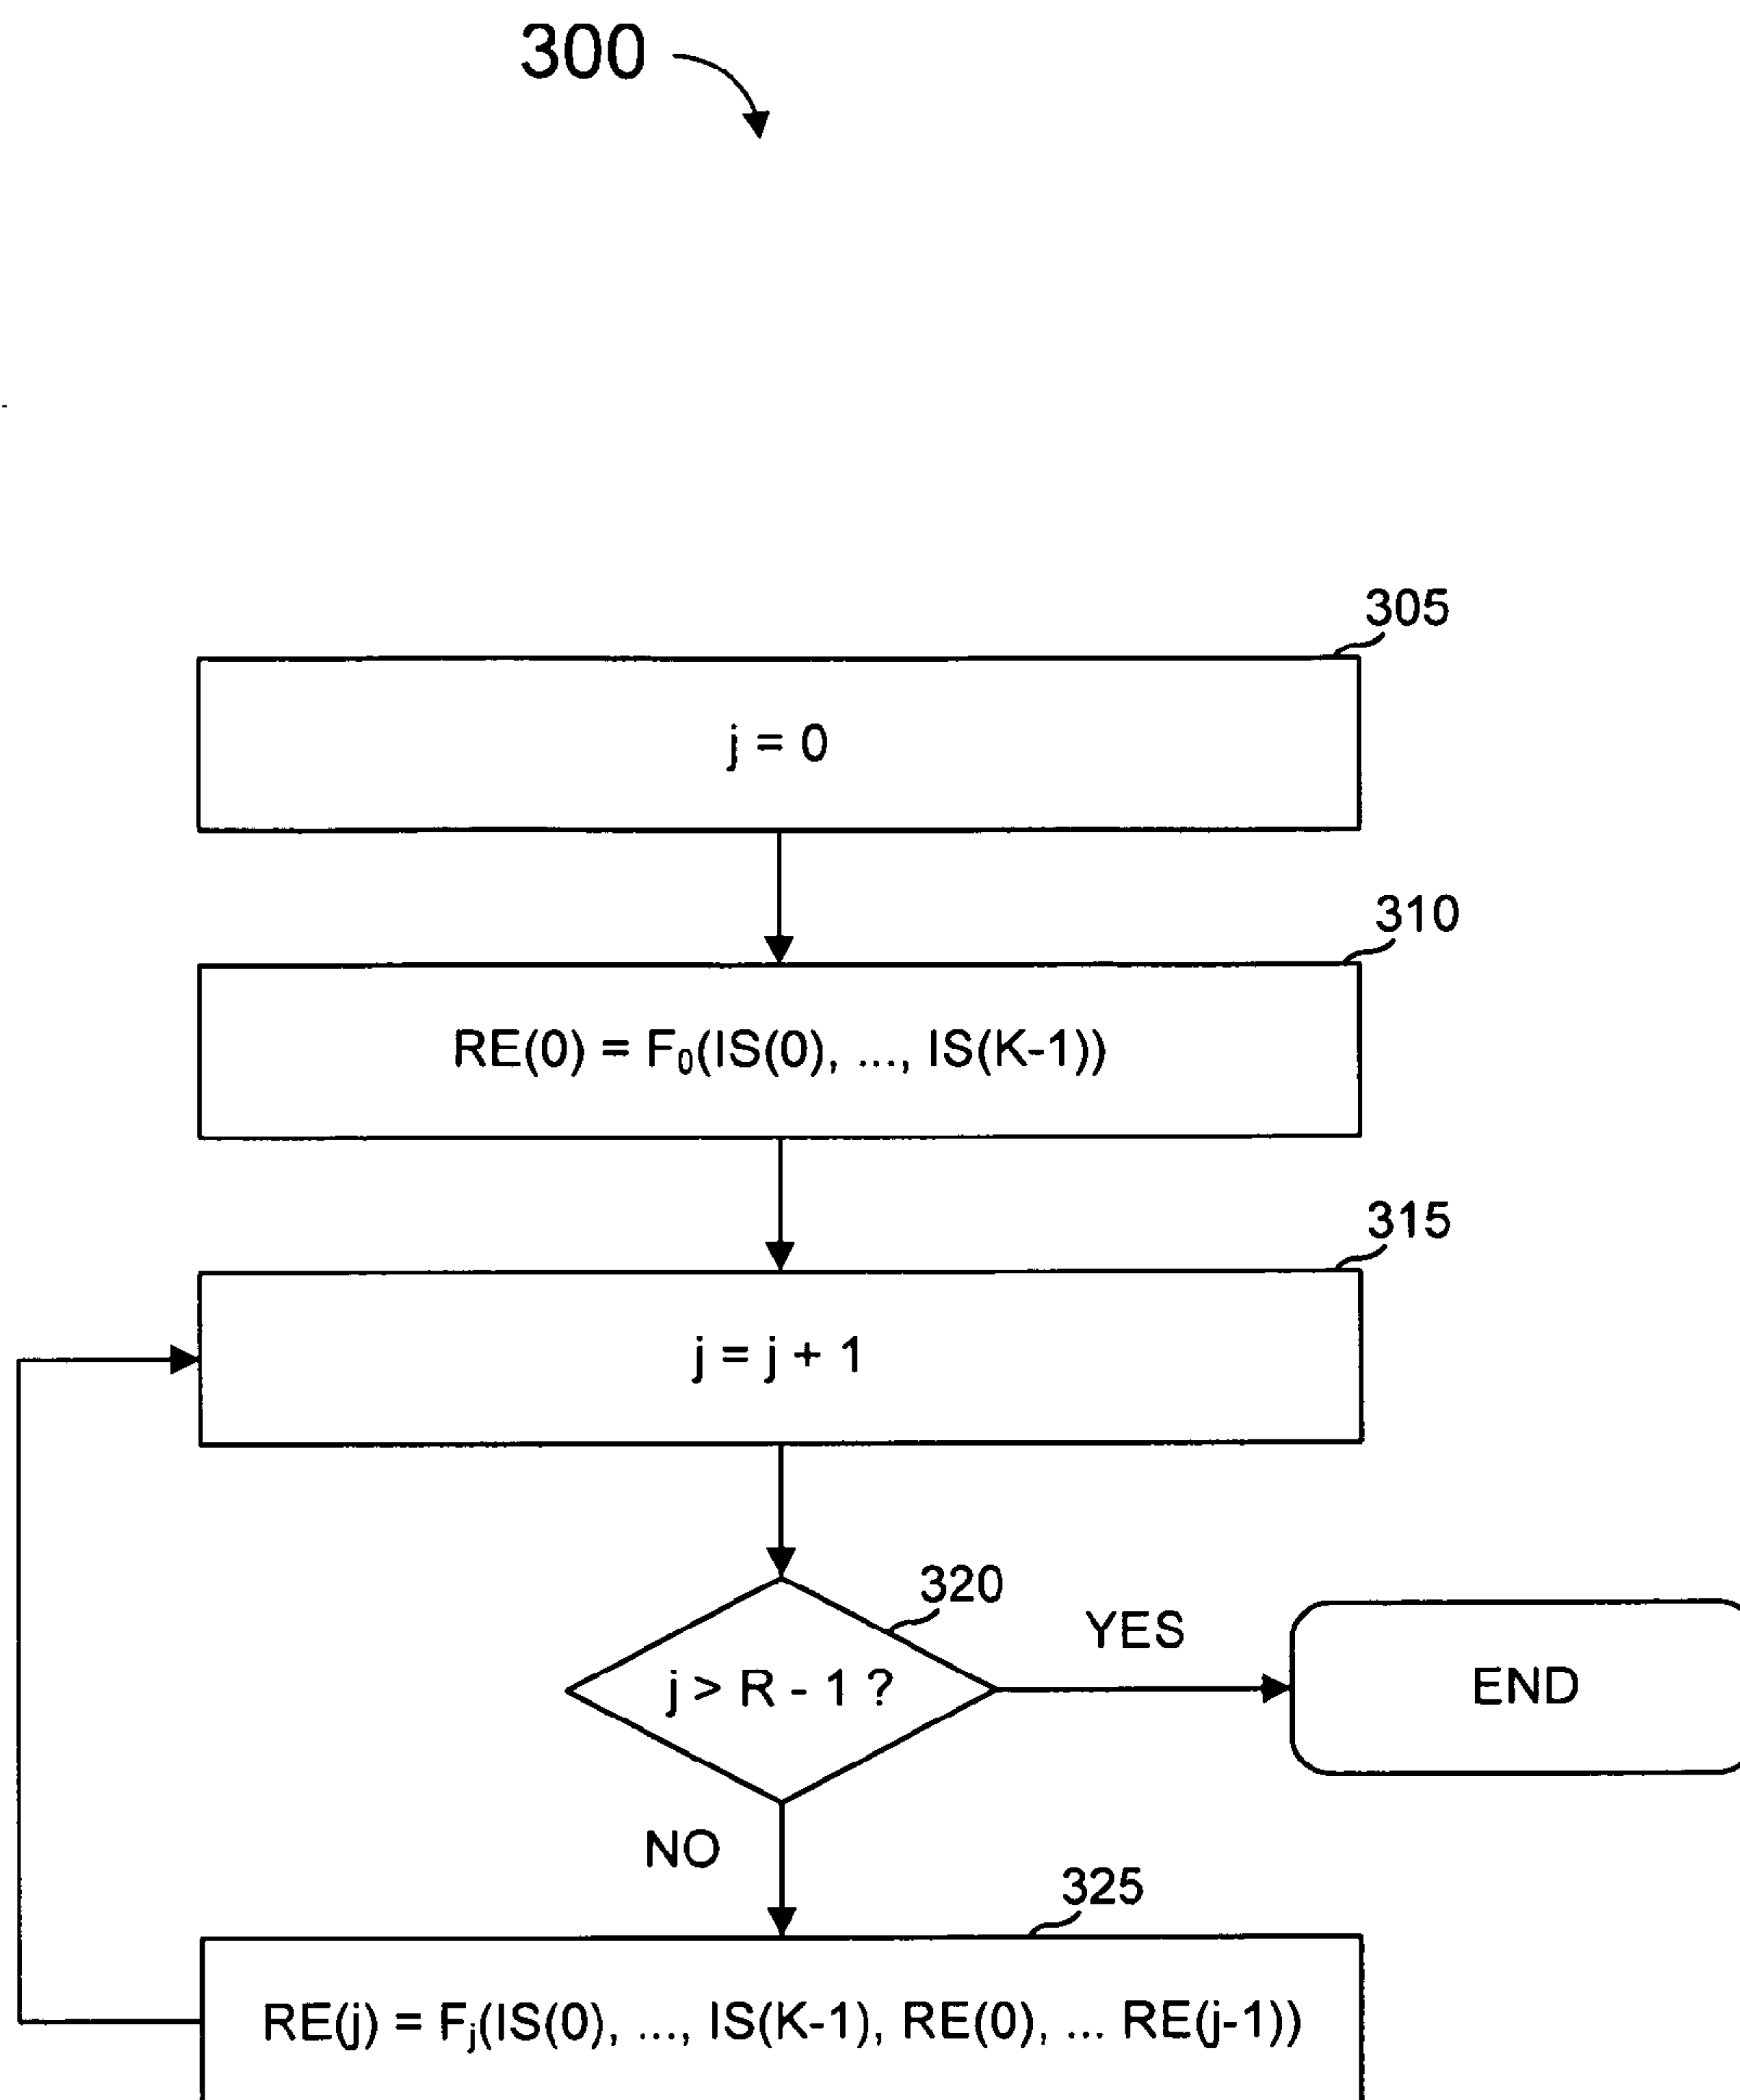 300
305
j = 0
310
RE(0) = F₀(IS(0), ..., IS(K-1))
315
j = j + 1
320
j > R - 1 ?
YES
END
NO
325
RE(j) = Fⱼ(IS(0), ..., IS(K-1), RE(0), ... RE(j-1))